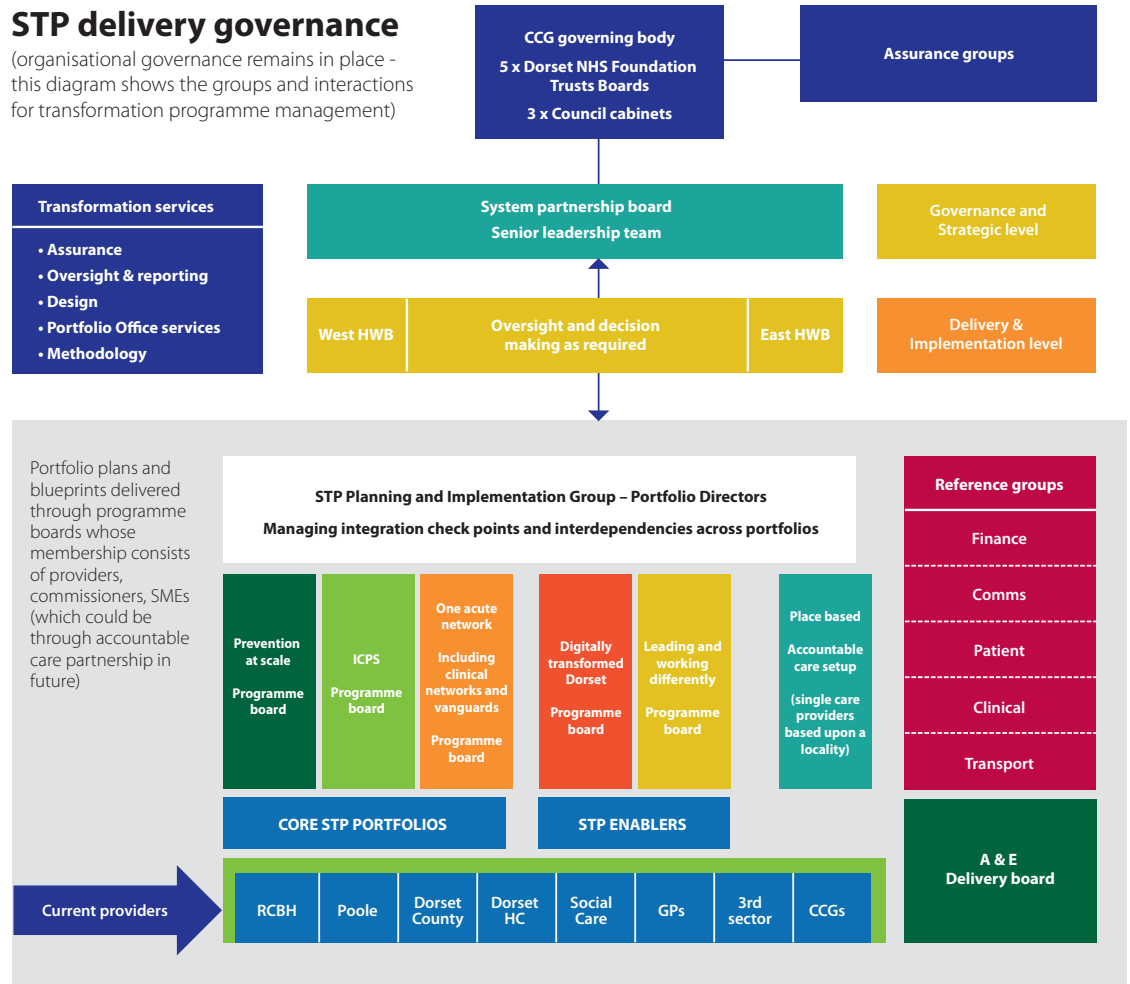 STP delivery governance
(organisational governance remains in place -
this diagram shows the groups and interactions
for transformation programme management)
CCG governing body
5 x Dorset NHS Foundation
Trusts Boards
3 x Council cabinets
Assurance groups
Transformation services
• Assurance
• Oversight & reporting
• Design
• Portfolio Office services
• Methodology
System partnership board
Senior leadership team
Governance and
Strategic level
West HWB
Oversight and decision
making as required
East HWB
Delivery &
Implementation level
Portfolio plans and
blueprints delivered
through programme
boards whose
membership consists
of providers,
commissioners, SMEs
(which could be
through accountable
care partnership in
future)
STP Planning and Implementation Group – Portfolio Directors
Managing integration check points and interdependencies across portfolios
Prevention
at scale
Programme
board
ICPS
Programme
board
One acute
network
Including
clinical
networks and
vanguards
Programme
board
Digitally
transformed
Dorset
Programme
board
Leading and
working
differently
Programme
board
Place based
Accountable
care setup
(single care
providers
based upon a
locality)
Reference groups
Finance
Comms
Patient
Clinical
Transport
CORE STP PORTFOLIOS
STP ENABLERS
A & E
Delivery board
Current providers
RCBH
Poole
Dorset
County
Dorset
HC
Social
Care
GPs
3rd
sector
CCGs